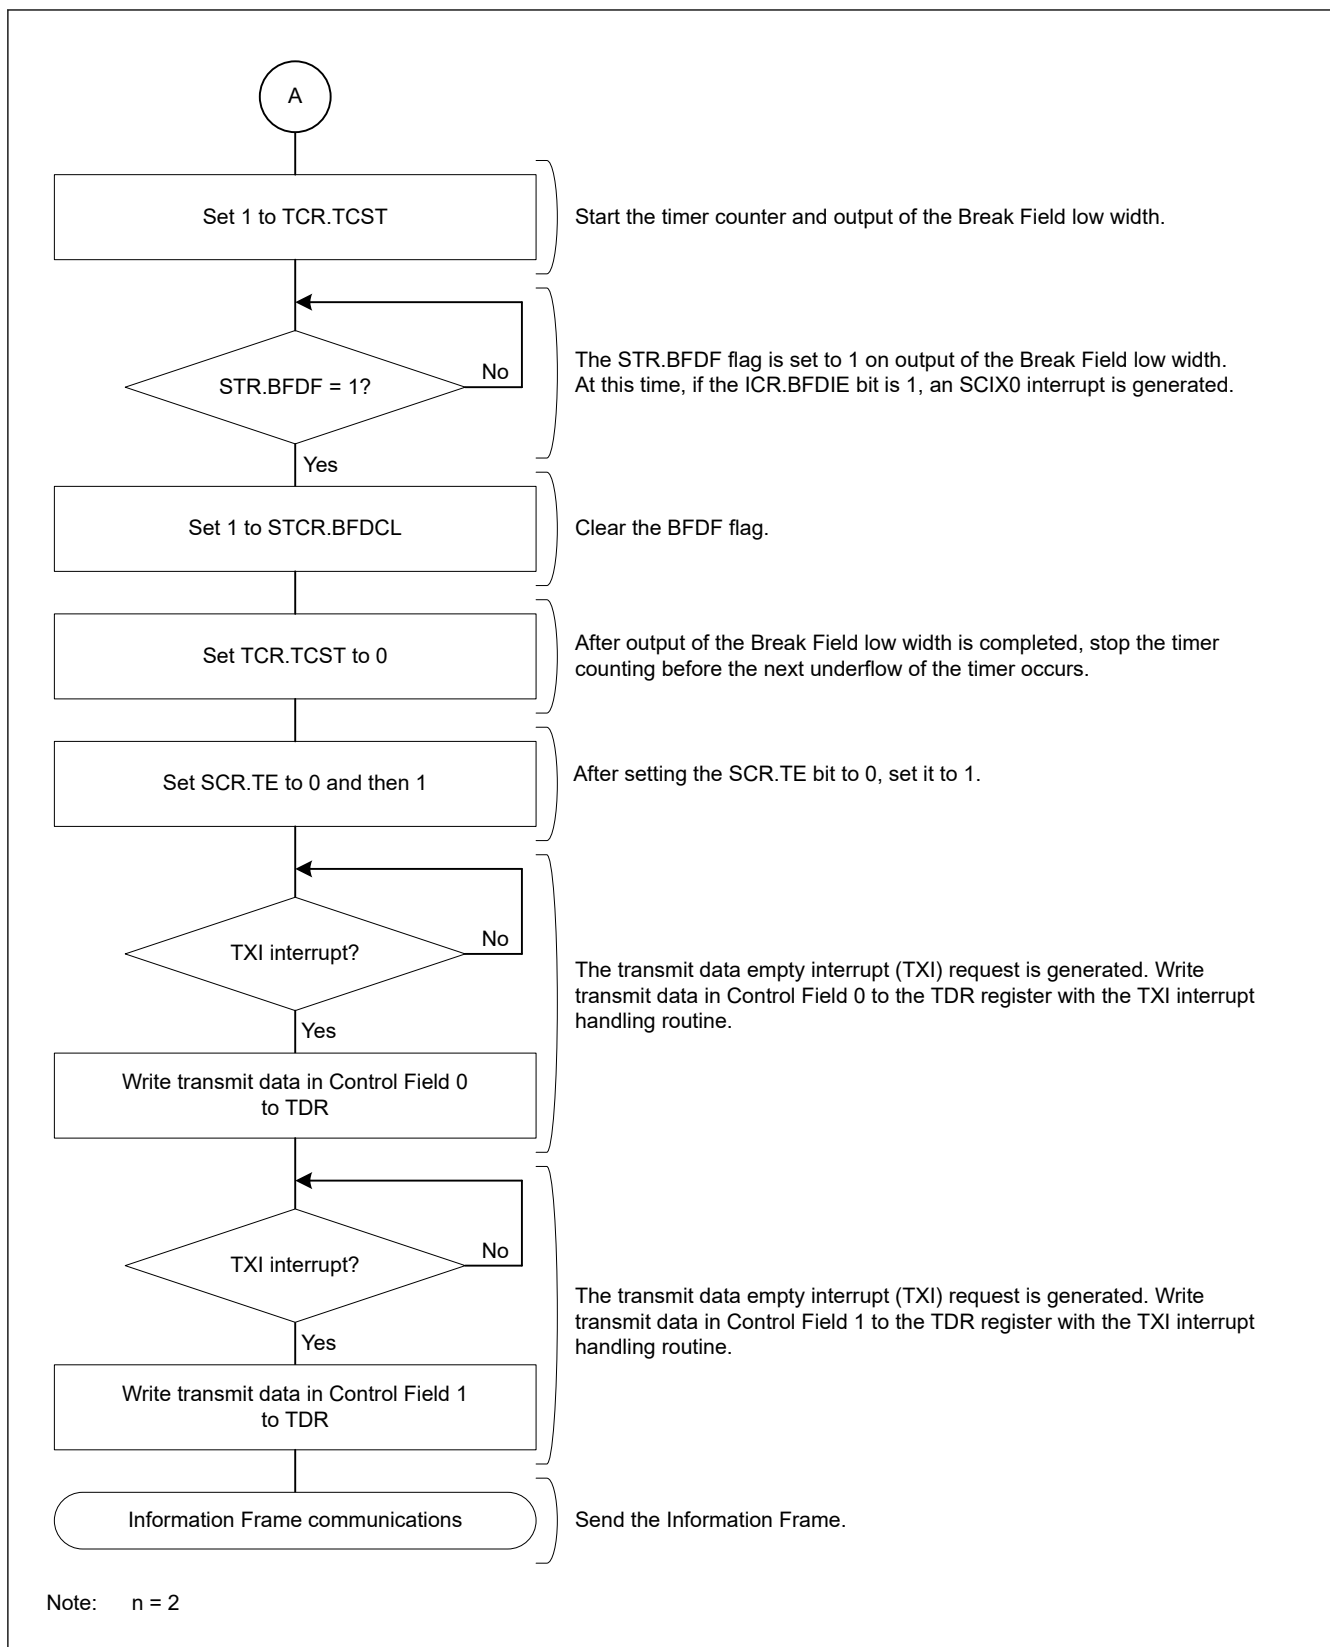 A
Set 1 to TCR.TCST
Start the timer counter and output of the Break Field low width.
STR.BFDF = 1?
No
The STR.BFDF flag is set to 1 on output of the Break Field low width.
At this time, if the ICR.BFDIE bit is 1, an SCIX0 interrupt is generated.
Yes
Set 1 to STCR.BFDCL
Clear the BFDF flag.
Set TCR.TCST to 0
After output of the Break Field low width is completed, stop the timer
counting before the next underflow of the timer occurs.
Set SCR.TE to 0 and then 1
After setting the SCR.TE bit to 0, set it to 1.
TXI interrupt?
No
The transmit data empty interrupt (TXI) request is generated. Write
transmit data in Control Field 0 to the TDR register with the TXI interrupt
handling routine.
Yes
Write transmit data in Control Field 0
to TDR
TXI interrupt?
No
The transmit data empty interrupt (TXI) request is generated. Write
transmit data in Control Field 1 to the TDR register with the TXI interrupt
handling routine.
Yes
Write transmit data in Control Field 1
to TDR
Information Frame communications
Send the Information Frame.
Note: n = 2